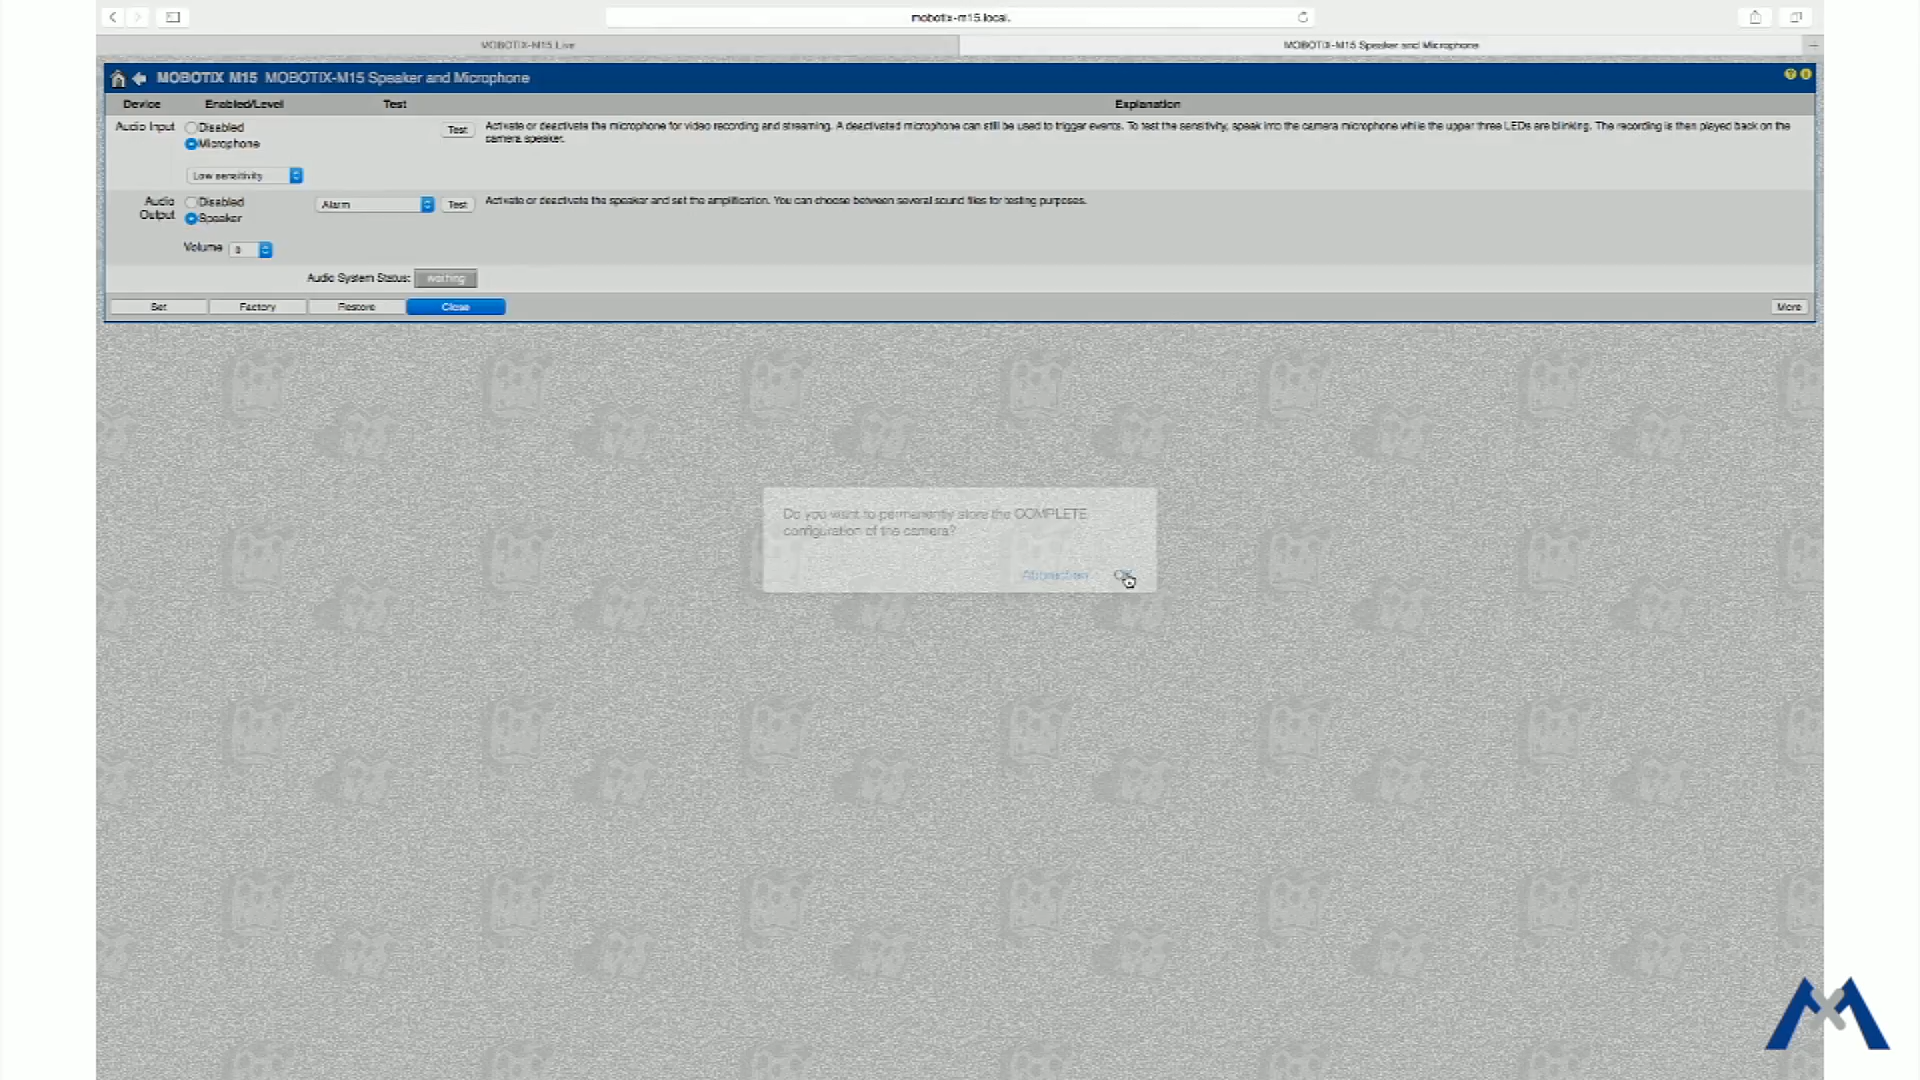 mobotix-m15.local.
MOBOTIX-M15 Live
MOBOTIX-M15 Speaker and Microphone
MOBOTIX M15 MOBOTIX-M15 Speaker and Microphone
Device Enabled/Level Test Explanation
Audio Input
Disabled
Microphone
Low sensitivity
Test
Activate or deactivate the microphone for video recording and streaming. A deactivated microphone can still be used to trigger events. To test the sensitivity, speak into the camera microphone while the upper three LEDs are blinking. The recording is then played back on the
camera speaker.
Audio
Output
Disabled
Speaker
Alarm
Test
Activate or deactivate the speaker and set the amplification. You can choose between several sound files for testing purposes.
Volume
Audio System Status: waiting
Set Factory Restore Close More
Do you want to permanently store the COMPLETE
configuration of the camera?
OK